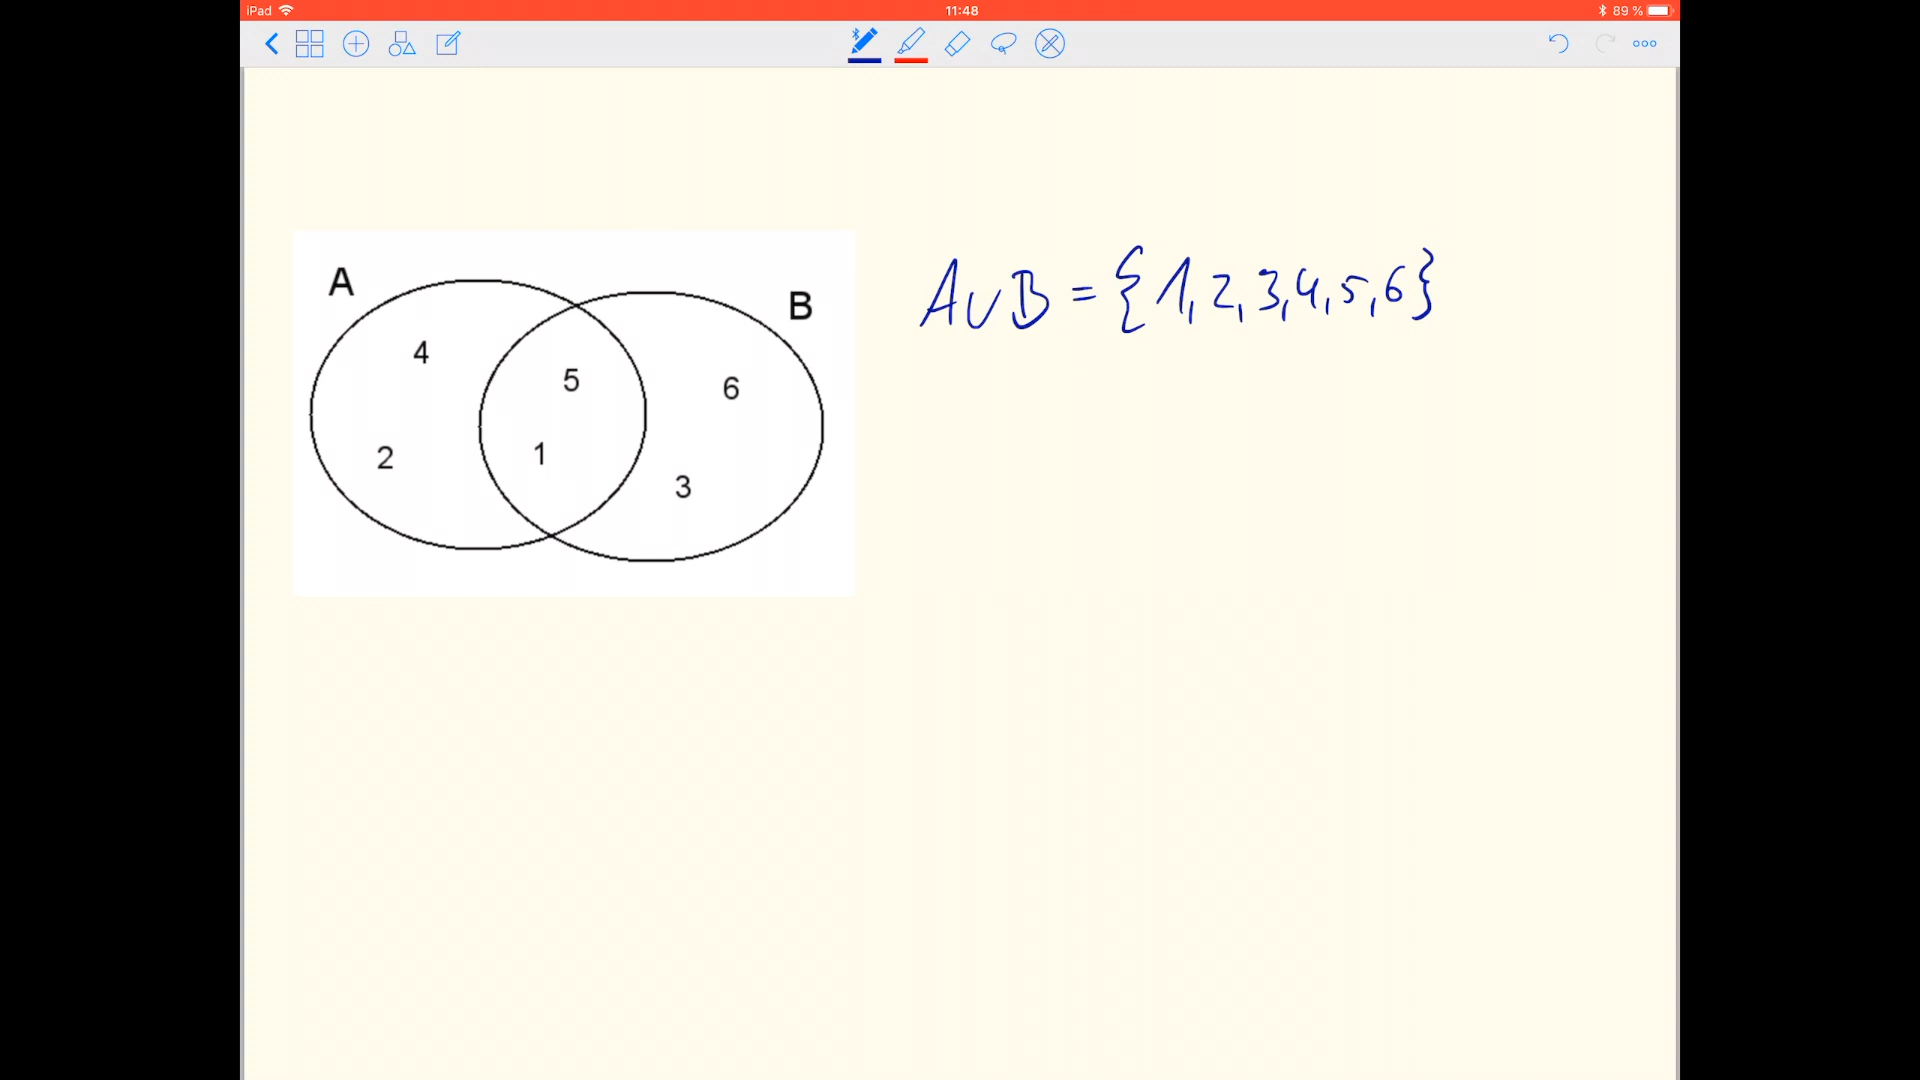 iPad 11:48 89 %
A B
4 5 6
2 1 3
A∪B = {1, 2, 3, 4, 5, 6}